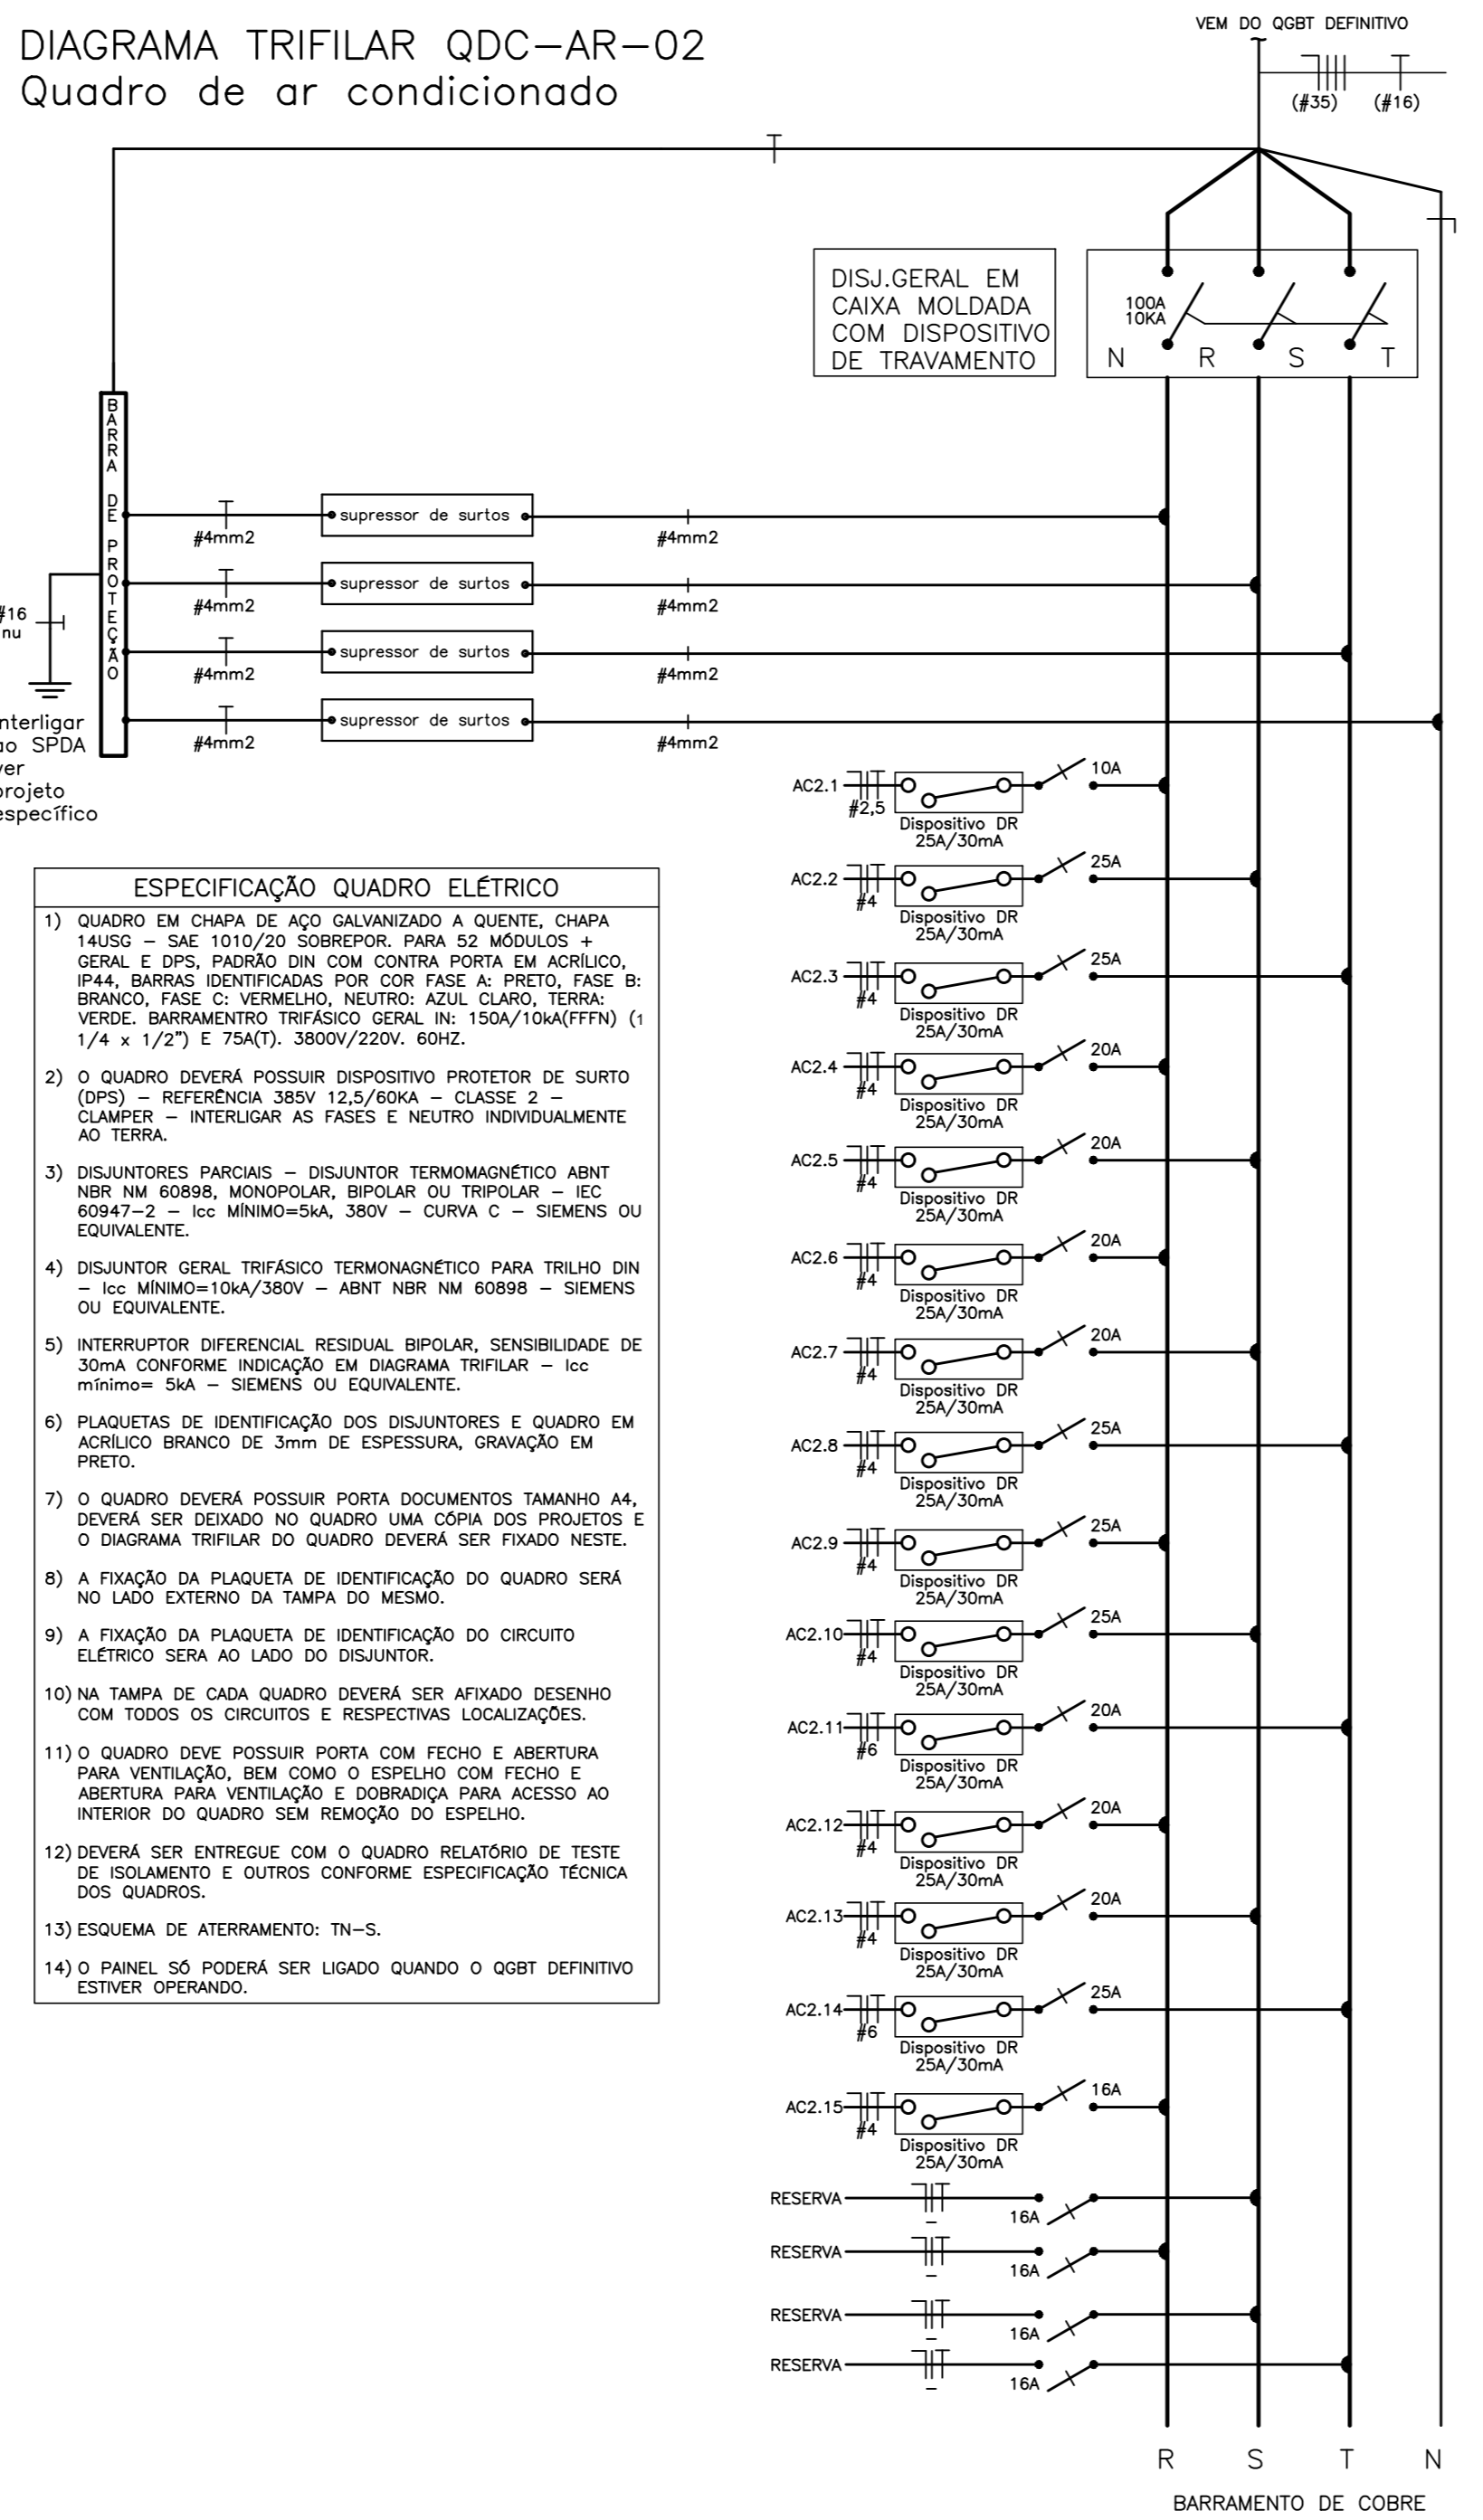 DIAGRAMA TRIFILAR QDC-AR-02
Quadro de ar condicionado
VEM DO QGBT DEFINITIVO
(#35) (#16)
DISJ.GERAL EM
CAIXA MOLDADA
COM DISPOSITIVO
DE TRAVAMENTO
100A
10KA
N R S T
BARRA DE PROTEÇÃO
supressor de surtos
#4mm2 #4mm2
supressor de surtos
#4mm2 #4mm2
supressor de surtos
#4mm2 #4mm2
supressor de surtos
#4mm2 #4mm2
#16
nu
nterligar
ao SPDA
ver
projeto
específico
ESPECIFICAÇÃO QUADRO ELÉTRICO
1) QUADRO EM CHAPA DE AÇO GALVANIZADO A QUENTE, CHAPA
14USG – SAE 1010/20 SOBREPOR. PARA 52 MÓDULOS +
GERAL E DPS, PADRÃO DIN COM CONTRA PORTA EM ACRÍLICO,
IP44, BARRAS IDENTIFICADAS POR COR FASE A: PRETO, FASE B:
BRANCO, FASE C: VERMELHO, NEUTRO: AZUL CLARO, TERRA:
VERDE. BARRAMENTRO TRIFÁSICO GERAL IN: 150A/10kA(FFFN) (1
1/4 x 1/2") E 75A(T). 3800V/220V. 60HZ.
2) O QUADRO DEVERÁ POSSUIR DISPOSITIVO PROTETOR DE SURTO
(DPS) – REFERÊNCIA 385V 12,5/60KA – CLASSE 2 –
CLAMPER – INTERLIGAR AS FASES E NEUTRO INDIVIDUALMENTE
AO TERRA.
3) DISJUNTORES PARCIAIS – DISJUNTOR TERMOMAGNÉTICO ABNT
NBR NM 60898, MONOPOLAR, BIPOLAR OU TRIPOLAR – IEC
60947-2 – Icc MÍNIMO=5kA, 380V – CURVA C – SIEMENS OU
EQUIVALENTE.
4) DISJUNTOR GERAL TRIFÁSICO TERMONAGNÉTICO PARA TRILHO DIN
– Icc MÍNIMO=10kA/380V – ABNT NBR NM 60898 – SIEMENS
OU EQUIVALENTE.
5) INTERRUPTOR DIFERENCIAL RESIDUAL BIPOLAR, SENSIBILIDADE DE
30mA CONFORME INDICAÇÃO EM DIAGRAMA TRIFILAR – Icc
mínimo= 5kA – SIEMENS OU EQUIVALENTE.
6) PLAQUETAS DE IDENTIFICAÇÃO DOS DISJUNTORES E QUADRO EM
ACRÍLICO BRANCO DE 3mm DE ESPESSURA, GRAVAÇÃO EM
PRETO.
7) O QUADRO DEVERÁ POSSUIR PORTA DOCUMENTOS TAMANHO A4,
DEVERÁ SER DEIXADO NO QUADRO UMA CÓPIA DOS PROJETOS E
O DIAGRAMA TRIFILAR DO QUADRO DEVERÁ SER FIXADO NESTE.
8) A FIXAÇÃO DA PLAQUETA DE IDENTIFICAÇÃO DO QUADRO SERÁ
NO LADO EXTERNO DA TAMPA DO MESMO.
9) A FIXAÇÃO DA PLAQUETA DE IDENTIFICAÇÃO DO CIRCUITO
ELÉTRICO SERA AO LADO DO DISJUNTOR.
10) NA TAMPA DE CADA QUADRO DEVERÁ SER AFIXADO DESENHO
COM TODOS OS CIRCUITOS E RESPECTIVAS LOCALIZAÇÕES.
11) O QUADRO DEVE POSSUIR PORTA COM FECHO E ABERTURA
PARA VENTILAÇÃO, BEM COMO O ESPELHO COM FECHO E
ABERTURA PARA VENTILAÇÃO E DOBRADIÇA PARA ACESSO AO
INTERIOR DO QUADRO SEM REMOÇÃO DO ESPELHO.
12) DEVERÁ SER ENTREGUE COM O QUADRO RELATÓRIO DE TESTE
DE ISOLAMENTO E OUTROS CONFORME ESPECIFICAÇÃO TÉCNICA
DOS QUADROS.
13) ESQUEMA DE ATERRAMENTO: TN-S.
14) O PAINEL SÓ PODERÁ SER LIGADO QUANDO O QGBT DEFINITIVO
ESTIVER OPERANDO.
AC2.1 10A
#2,5
Dispositivo DR
25A/30mA
AC2.2 25A
#4
Dispositivo DR
25A/30mA
AC2.3 25A
#4
Dispositivo DR
25A/30mA
AC2.4 20A
#4
Dispositivo DR
25A/30mA
AC2.5 20A
#4
Dispositivo DR
25A/30mA
AC2.6 20A
#4
Dispositivo DR
25A/30mA
AC2.7 20A
#4
Dispositivo DR
25A/30mA
AC2.8 25A
#4
Dispositivo DR
25A/30mA
AC2.9 25A
#4
Dispositivo DR
25A/30mA
AC2.10 25A
#4
Dispositivo DR
25A/30mA
AC2.11 20A
#6
Dispositivo DR
25A/30mA
AC2.12 20A
#4
Dispositivo DR
25A/30mA
AC2.13 20A
#4
Dispositivo DR
25A/30mA
AC2.14 25A
#6
Dispositivo DR
25A/30mA
AC2.15 16A
#4
Dispositivo DR
25A/30mA
RESERVA
– 16A
RESERVA
– 16A
RESERVA
– 16A
RESERVA
– 16A
R S T N
BARRAMENTO DE COBRE